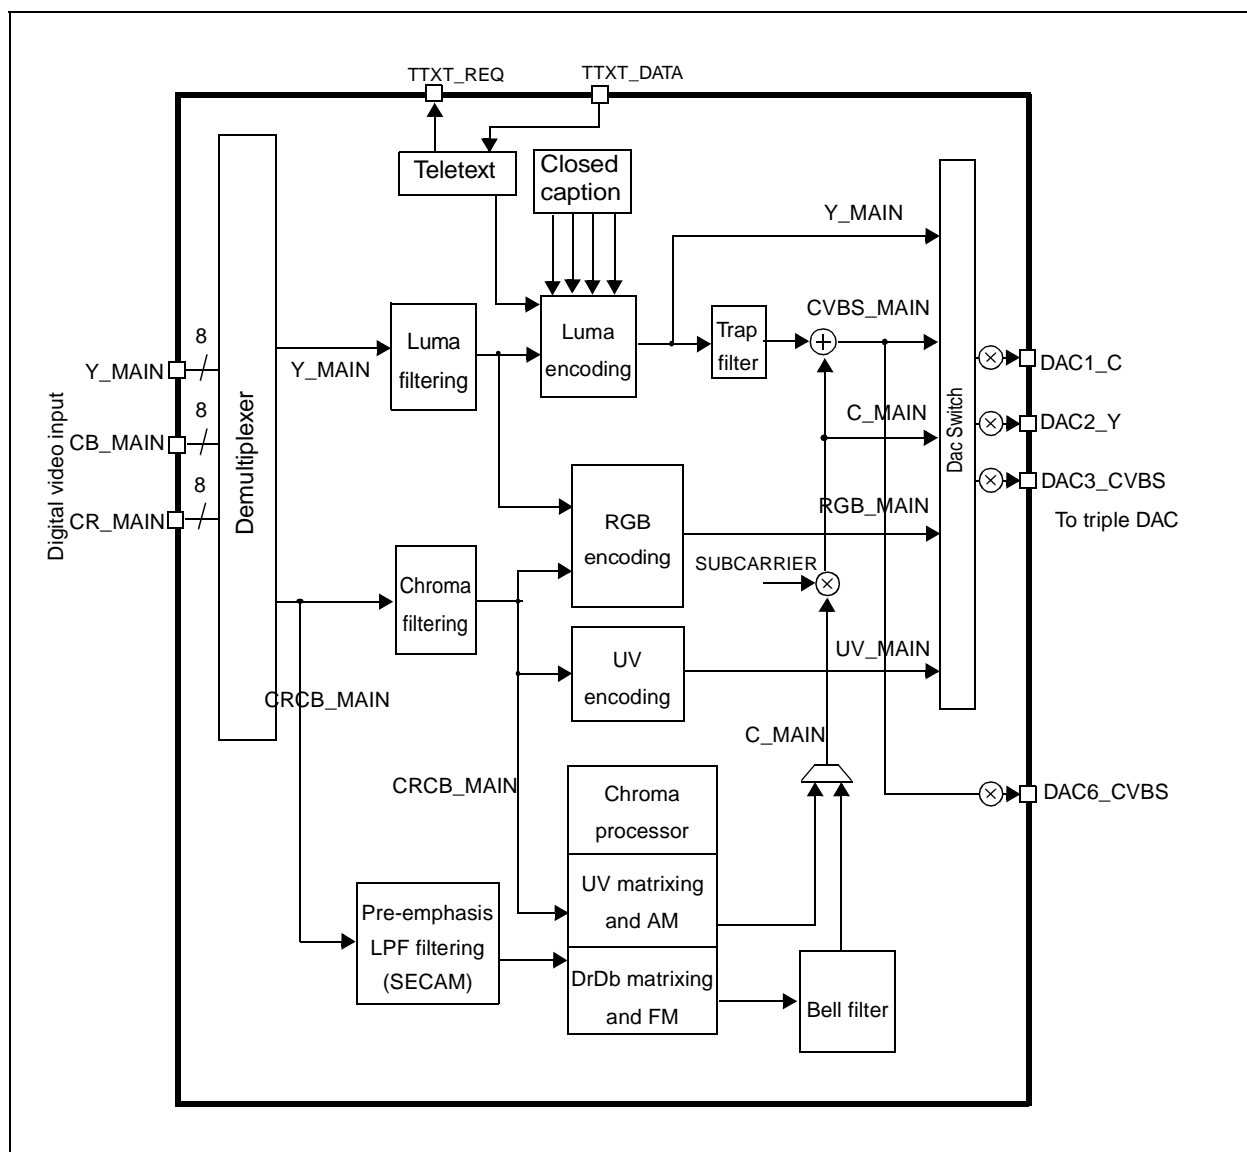 TTXT_REQ
TTXT_DATA
Teletext
Closed
caption
Y_MAIN
CVBS_MAIN
Luma
filtering
Luma
encoding
Trap
filter
8
Y_MAIN
Y_MAIN
DAC1_C
Digital video input
Demultiplexer
Dac Switch
8
CB_MAIN
C_MAIN
DAC2_Y
8
CR_MAIN
RGB
encoding
RGB_MAIN
DAC3_CVBS
To triple DAC
SUBCARRIER
Chroma
filtering
UV
encoding
UV_MAIN
CRCB_MAIN
C_MAIN
CRCB_MAIN
Chroma
processor
DAC6_CVBS
UV matrixing
and AM
Pre-emphasis
LPF filtering
(SECAM)
DrDb matrixing
and FM
Bell filter